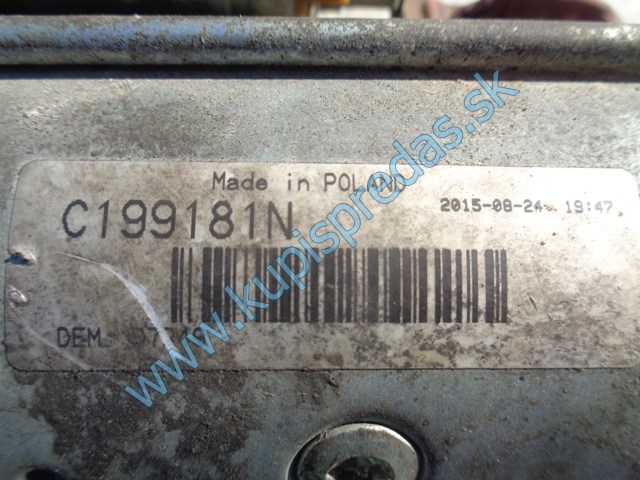 Made in POLAND
C199181N 2015-08-24 19:47
DEM
www.kupispredas.sk